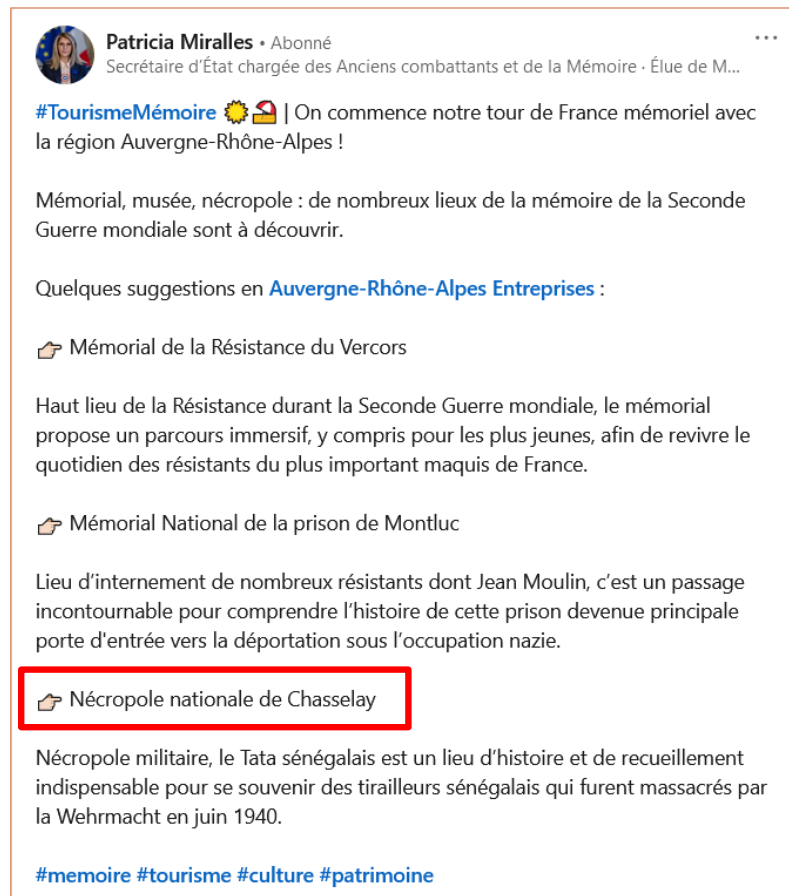 Patricia Miralles • Abonné
Secrétaire d'État chargée des Anciens combattants et de la Mémoire · Élue de M...
#TourismeMémoire | On commence notre tour de France mémoriel avec
la région Auvergne-Rhône-Alpes !
Mémorial, musée, nécropole : de nombreux lieux de la mémoire de la Seconde
Guerre mondiale sont à découvrir.
Quelques suggestions en Auvergne-Rhône-Alpes Entreprises :
👉🏻 Mémorial de la Résistance du Vercors
Haut lieu de la Résistance durant la Seconde Guerre mondiale, le mémorial
propose un parcours immersif, y compris pour les plus jeunes, afin de revivre le
quotidien des résistants du plus important maquis de France.
👉🏻 Mémorial National de la prison de Montluc
Lieu d'internement de nombreux résistants dont Jean Moulin, c'est un passage
incontournable pour comprendre l'histoire de cette prison devenue principale
porte d'entrée vers la déportation sous l'occupation nazie.
👉🏻 Nécropole nationale de Chasselay
Nécropole militaire, le Tata sénégalais est un lieu d'histoire et de recueillement
indispensable pour se souvenir des tirailleurs sénégalais qui furent massacrés par
la Wehrmacht en juin 1940.
#memoire #tourisme #culture #patrimoine